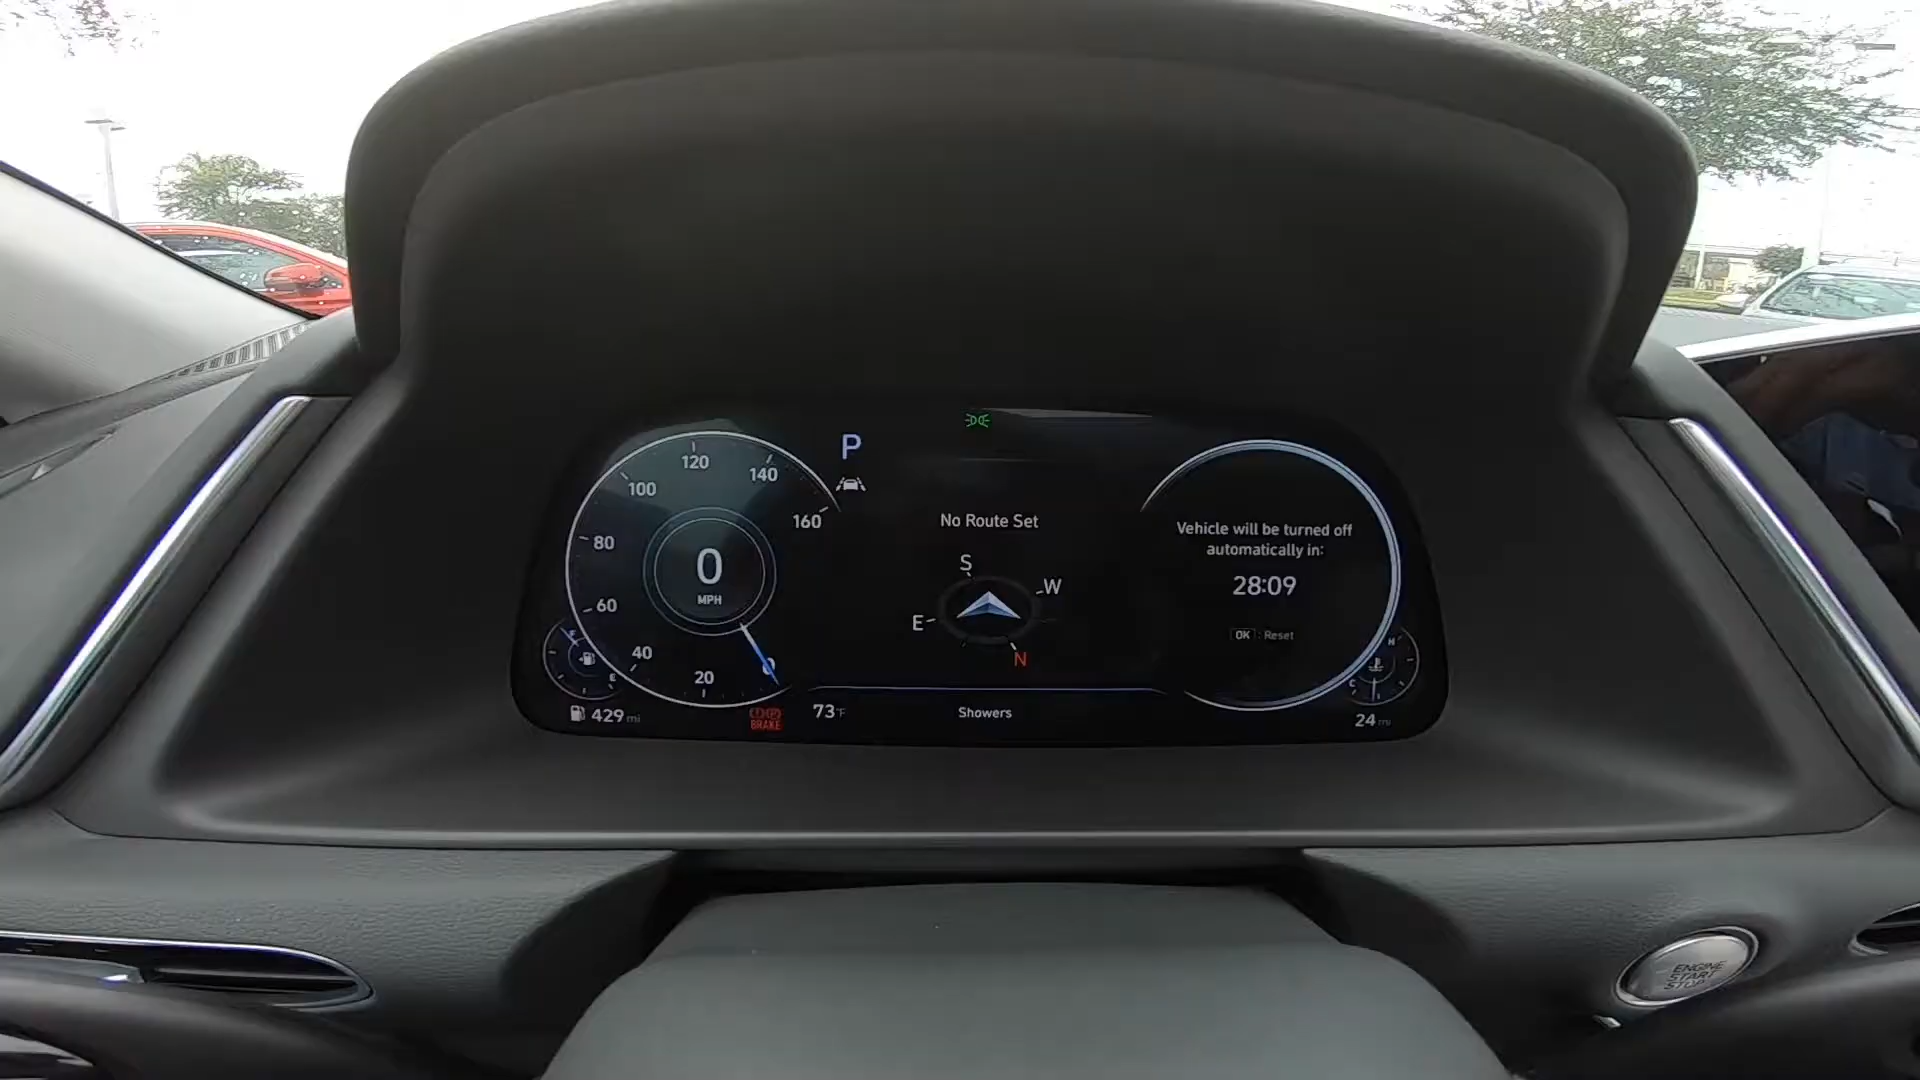 P
120
140
100
160
80
60
40
20
0
0
MPH
F
E
429 mi
BRAKE
73°F
No Route Set
S
W
E
N
Showers
Vehicle will be turned off
automatically in:
28:09
OK : Reset
H
C
24 mi
ENGINE
START
STOP